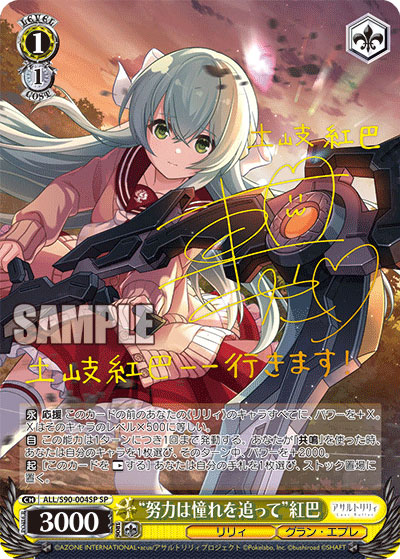 LEVEL
1
1
COST
土岐紅巴
SAMPLE
土岐紅巴――行きます!
永 応援 このカードの前のあなたの《リリィ》のキャラすべてに、パワーを+X。
Xはそのキャラのレベル×500に等しい。
自 この能力は1ターンにつき1回まで発動する。あなたが【共鳴】を使った時、
あなたは自分のキャラを1枚選び、そのターン中、パワーを+2000。
起 [このカードを する] あなたは自分の手札を1枚選び、ストック置場に
置く。
CH ALL/S90-004SP SP
3000
“努力は憧れを追って”紅巴
アサルトリリィ
リリィ
グラン・エプレ
©AZONE INTERNATIONAL・acus/アサルトリリィプロジェクト ©Pokelabo, Inc./bushiroad ©bushiroad